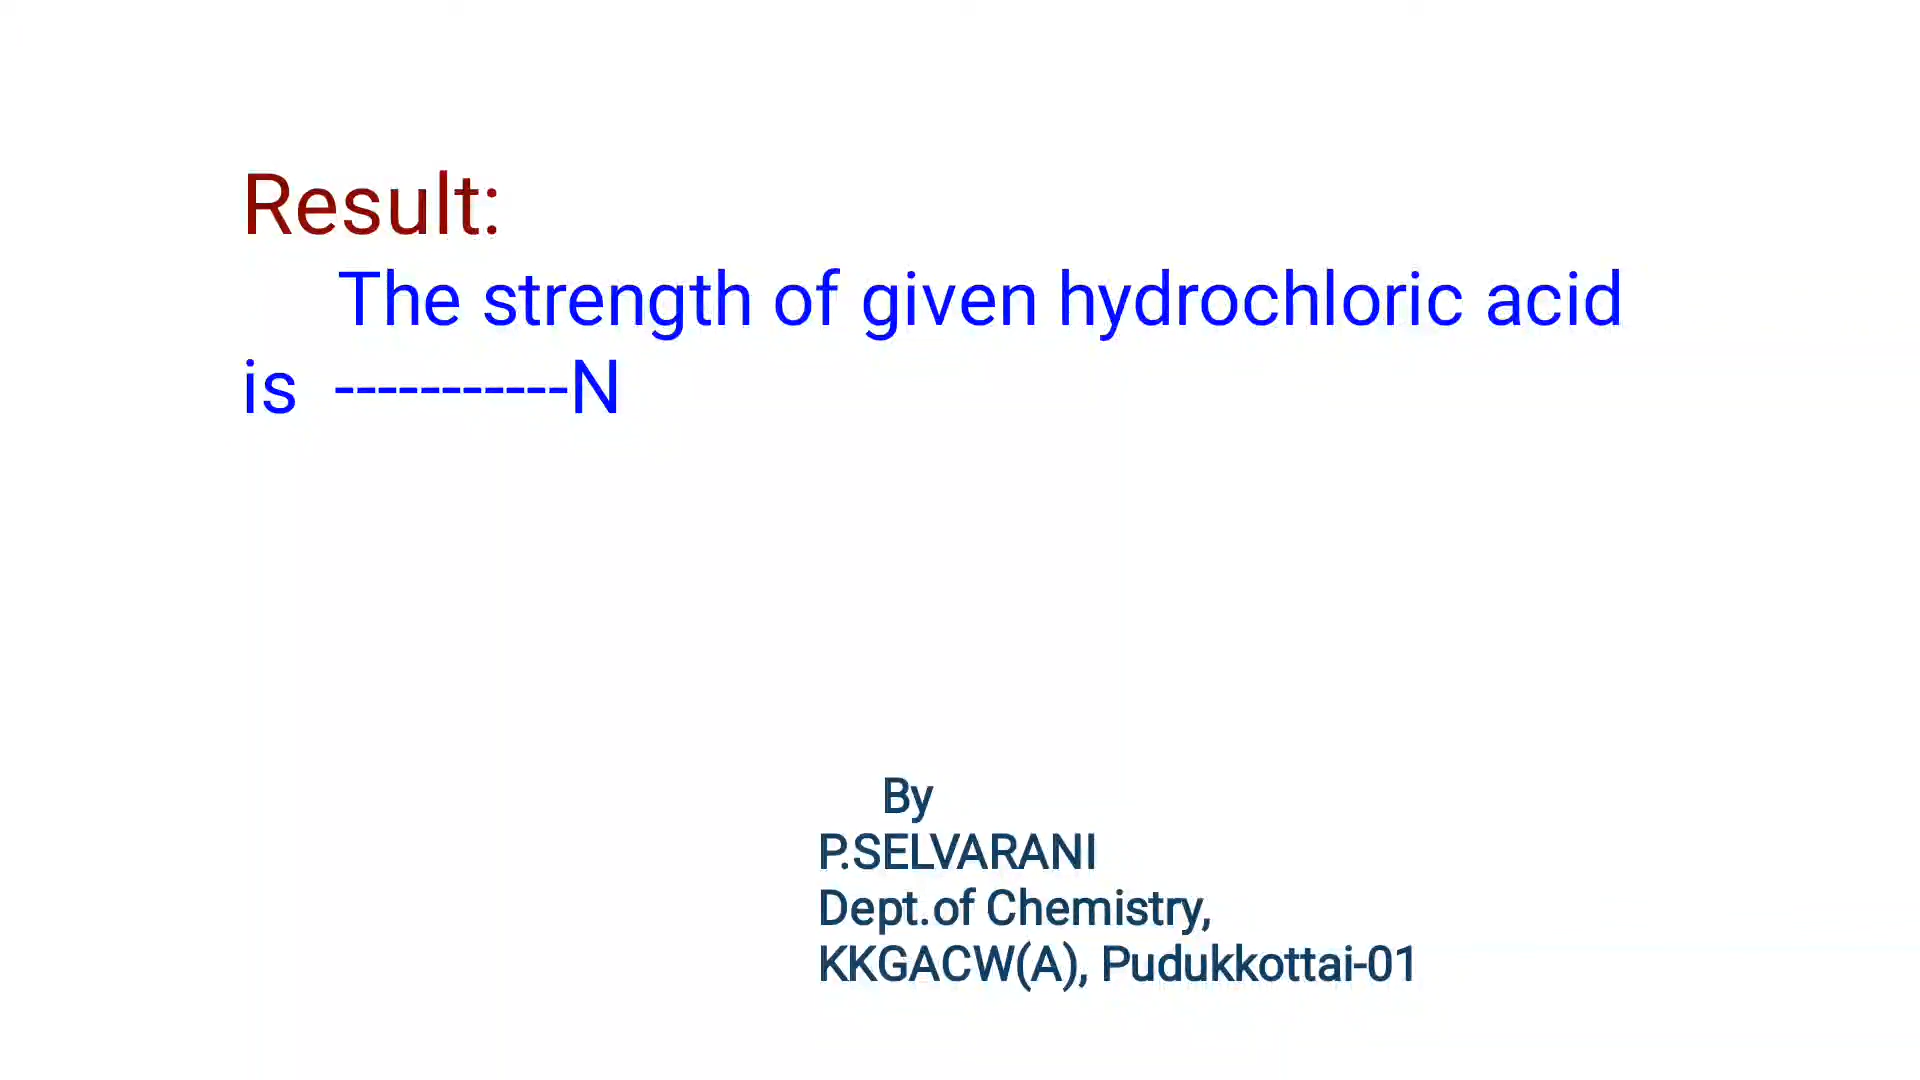 Result:
The strength of given hydrochloric acid
is -----------N
By
P.SELVARANI
Dept.of Chemistry,
KKGACW(A), Pudukkottai-01